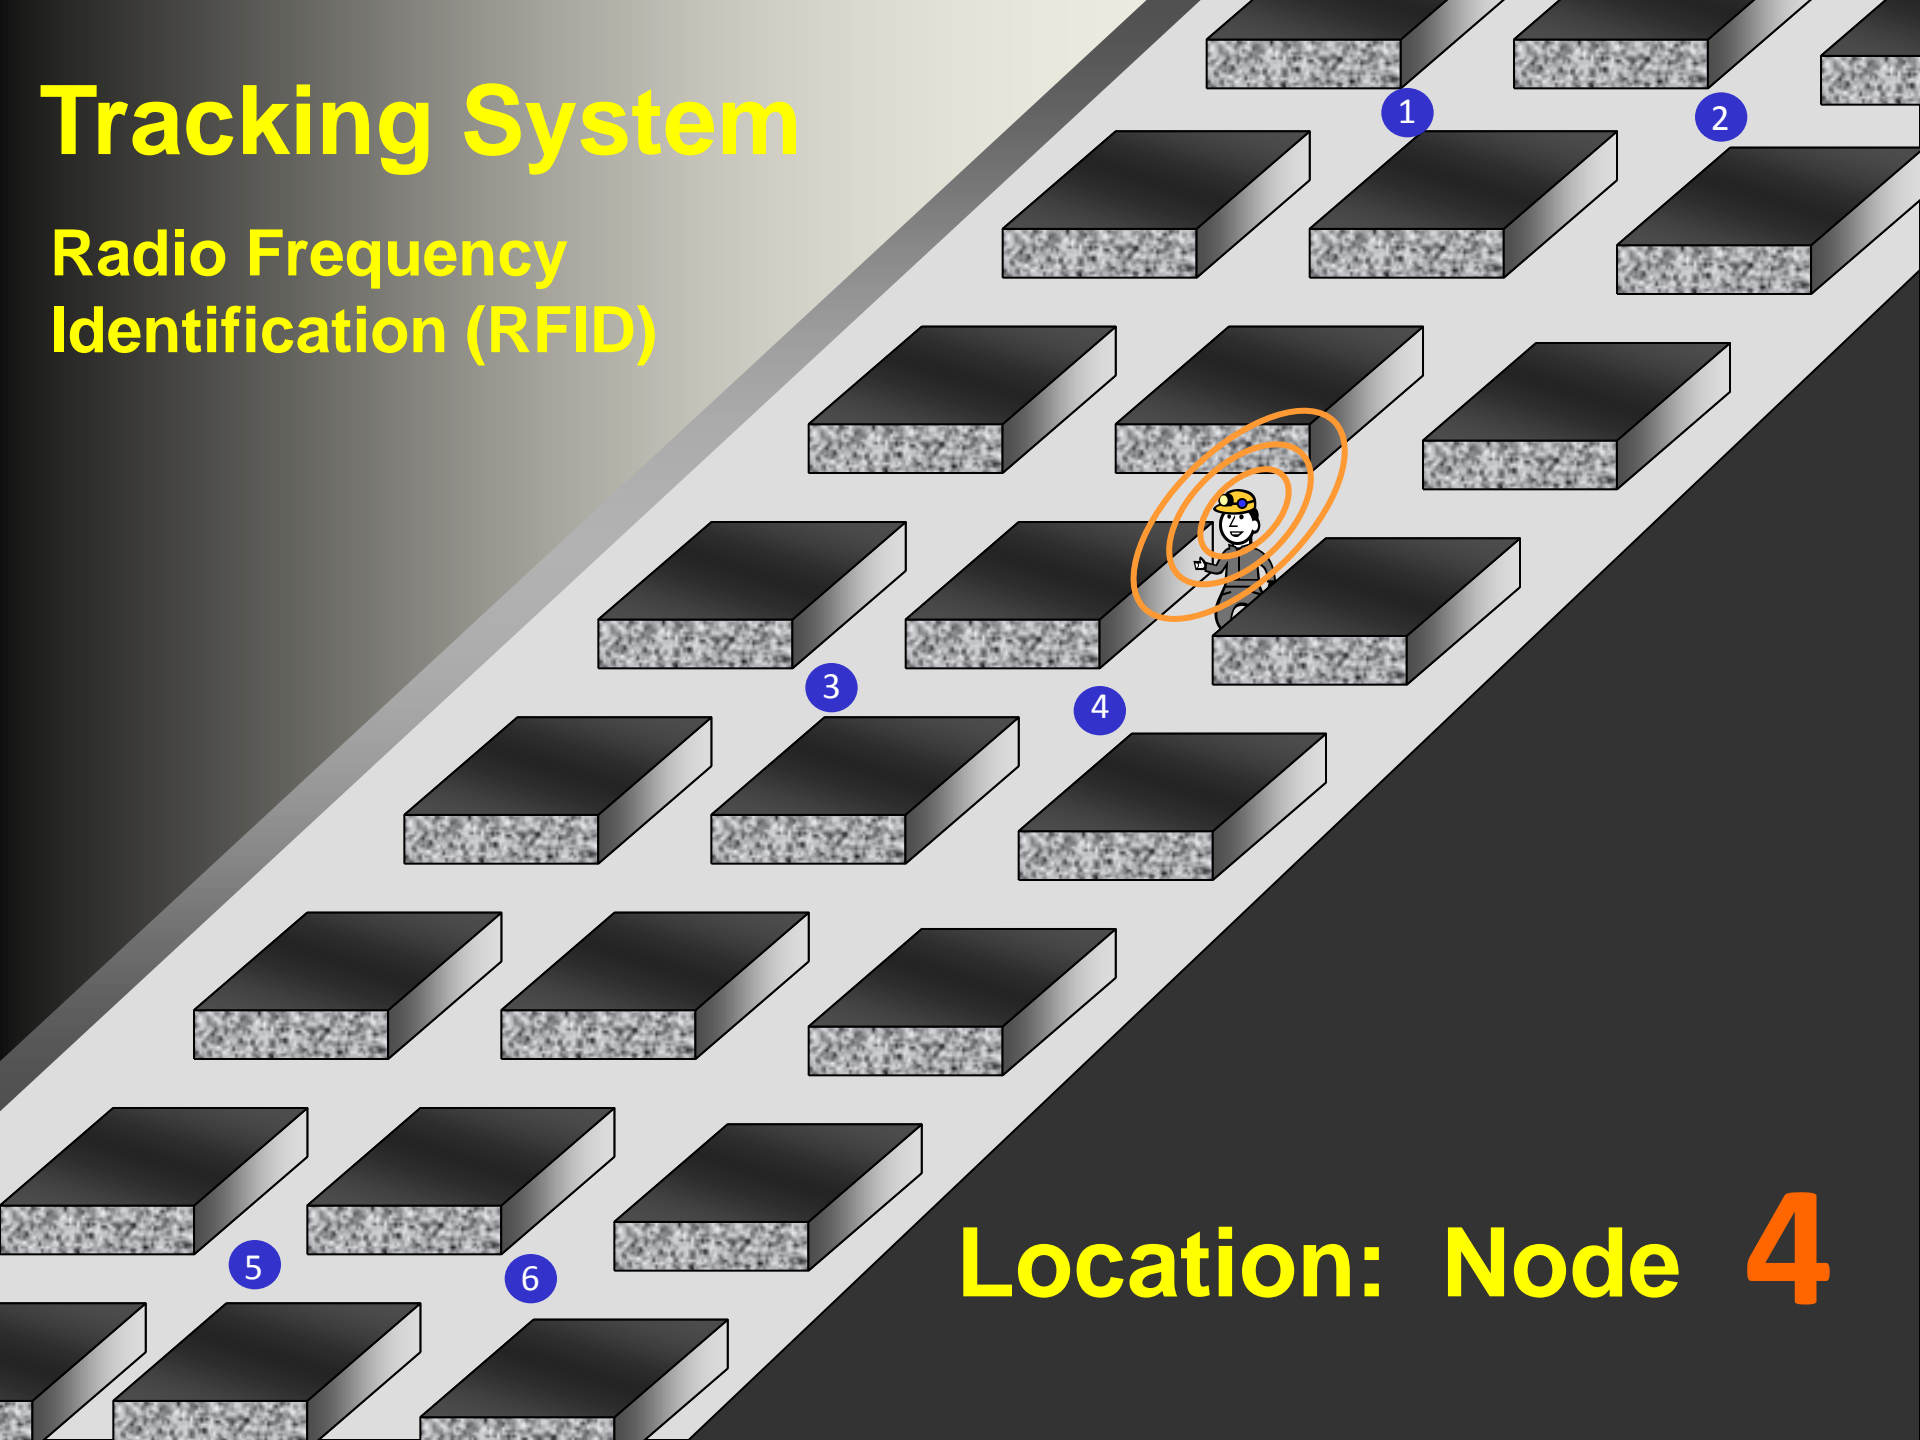 Tracking System
Radio Frequency
Identification (RFID)
1
2
3
4
5
6
Location: Node 4